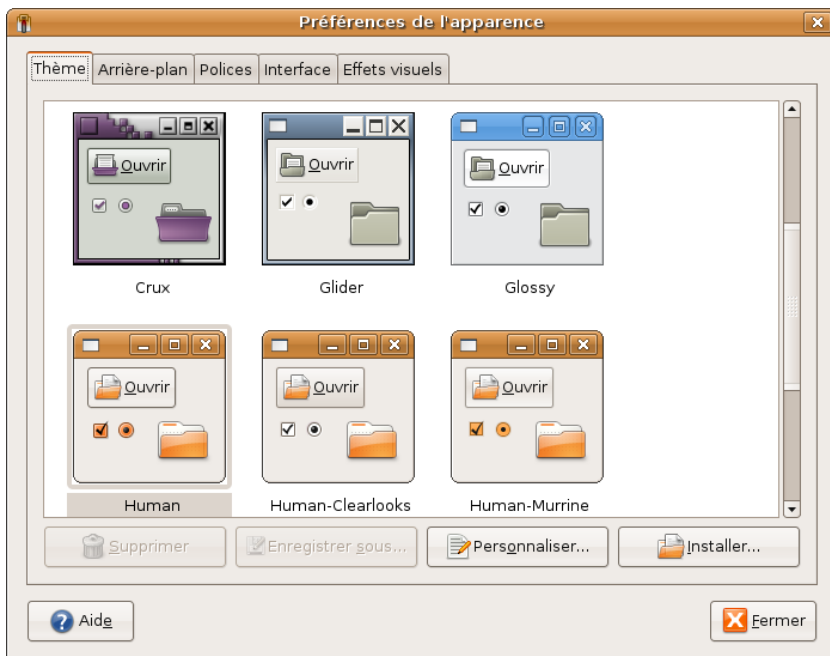 Préférences de l'apparence
Thème Arrière-plan Polices Interface Effets visuels
Ouvrir Ouvrir Ouvrir
Crux Glider Glossy
Ouvrir Ouvrir Ouvrir
Human Human-Clearlooks Human-Murrine
Supprimer Enregistrer sous... Personnaliser... Installer...
Aide Fermer